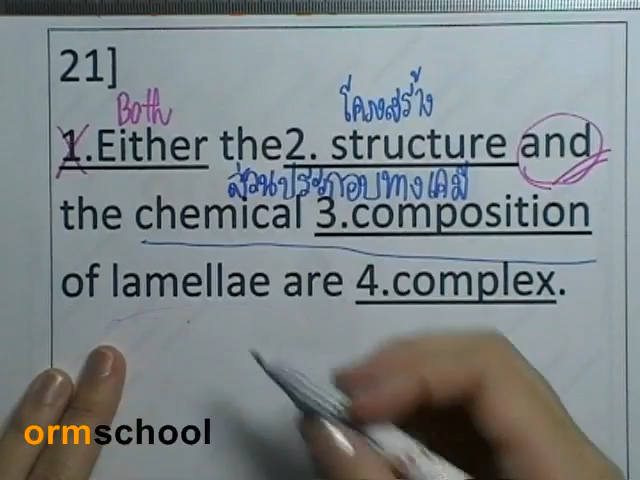 21]
Both โครงสร้าง
1.Either the2. structure and
ส่วนประกอบทางเคมี
the chemical 3.composition
of lamellae are 4.complex.
ormschool